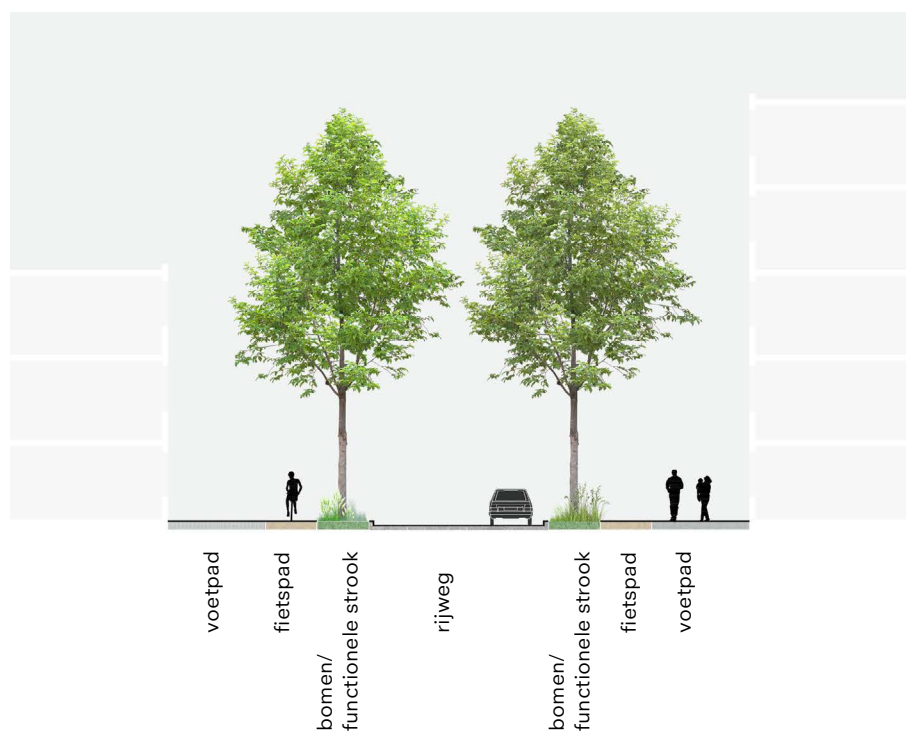 voetpad
fietspad
bomen/
functionele strook
rijweg
bomen/
functionele strook
fietspad
voetpad